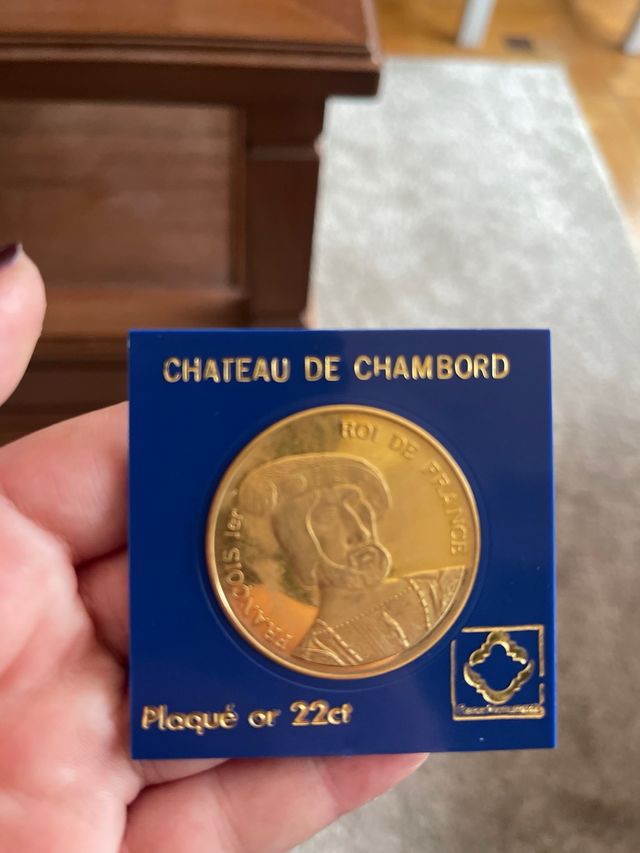 CHATEAU DE CHAMBORD
FRANÇOIS 1er
ROI DE FRANCE
Plaqué or 22ct